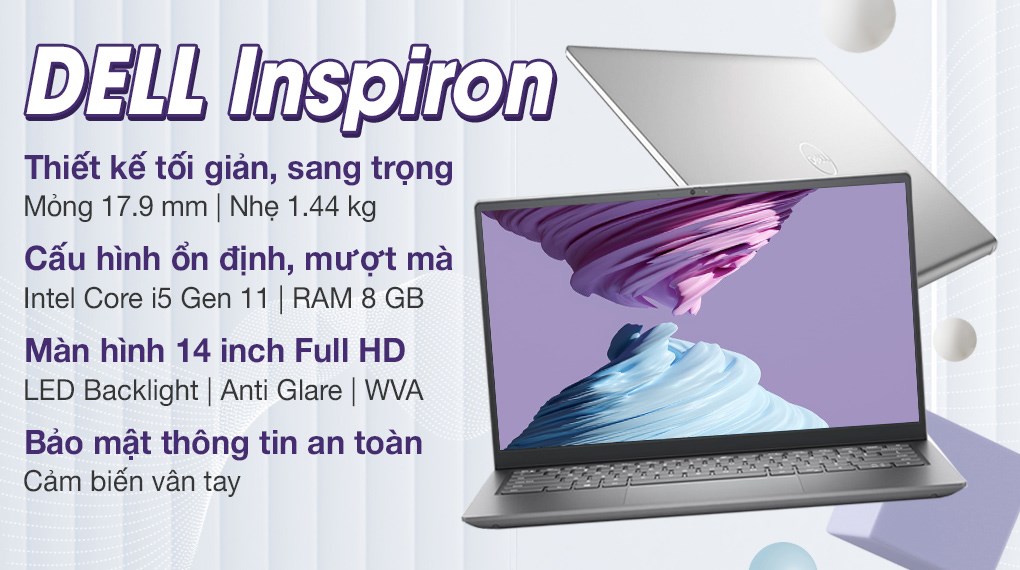 DELL Inspiron
Thiết kế tối giản, sang trọng
Mỏng 17.9 mm | Nhẹ 1.44 kg
Cấu hình ổn định, mượt mà
Intel Core i5 Gen 11 | RAM 8 GB
Màn hình 14 inch Full HD
LED Backlight | Anti Glare | WVA
Bảo mật thông tin an toàn
Cảm biến vân tay
DELL